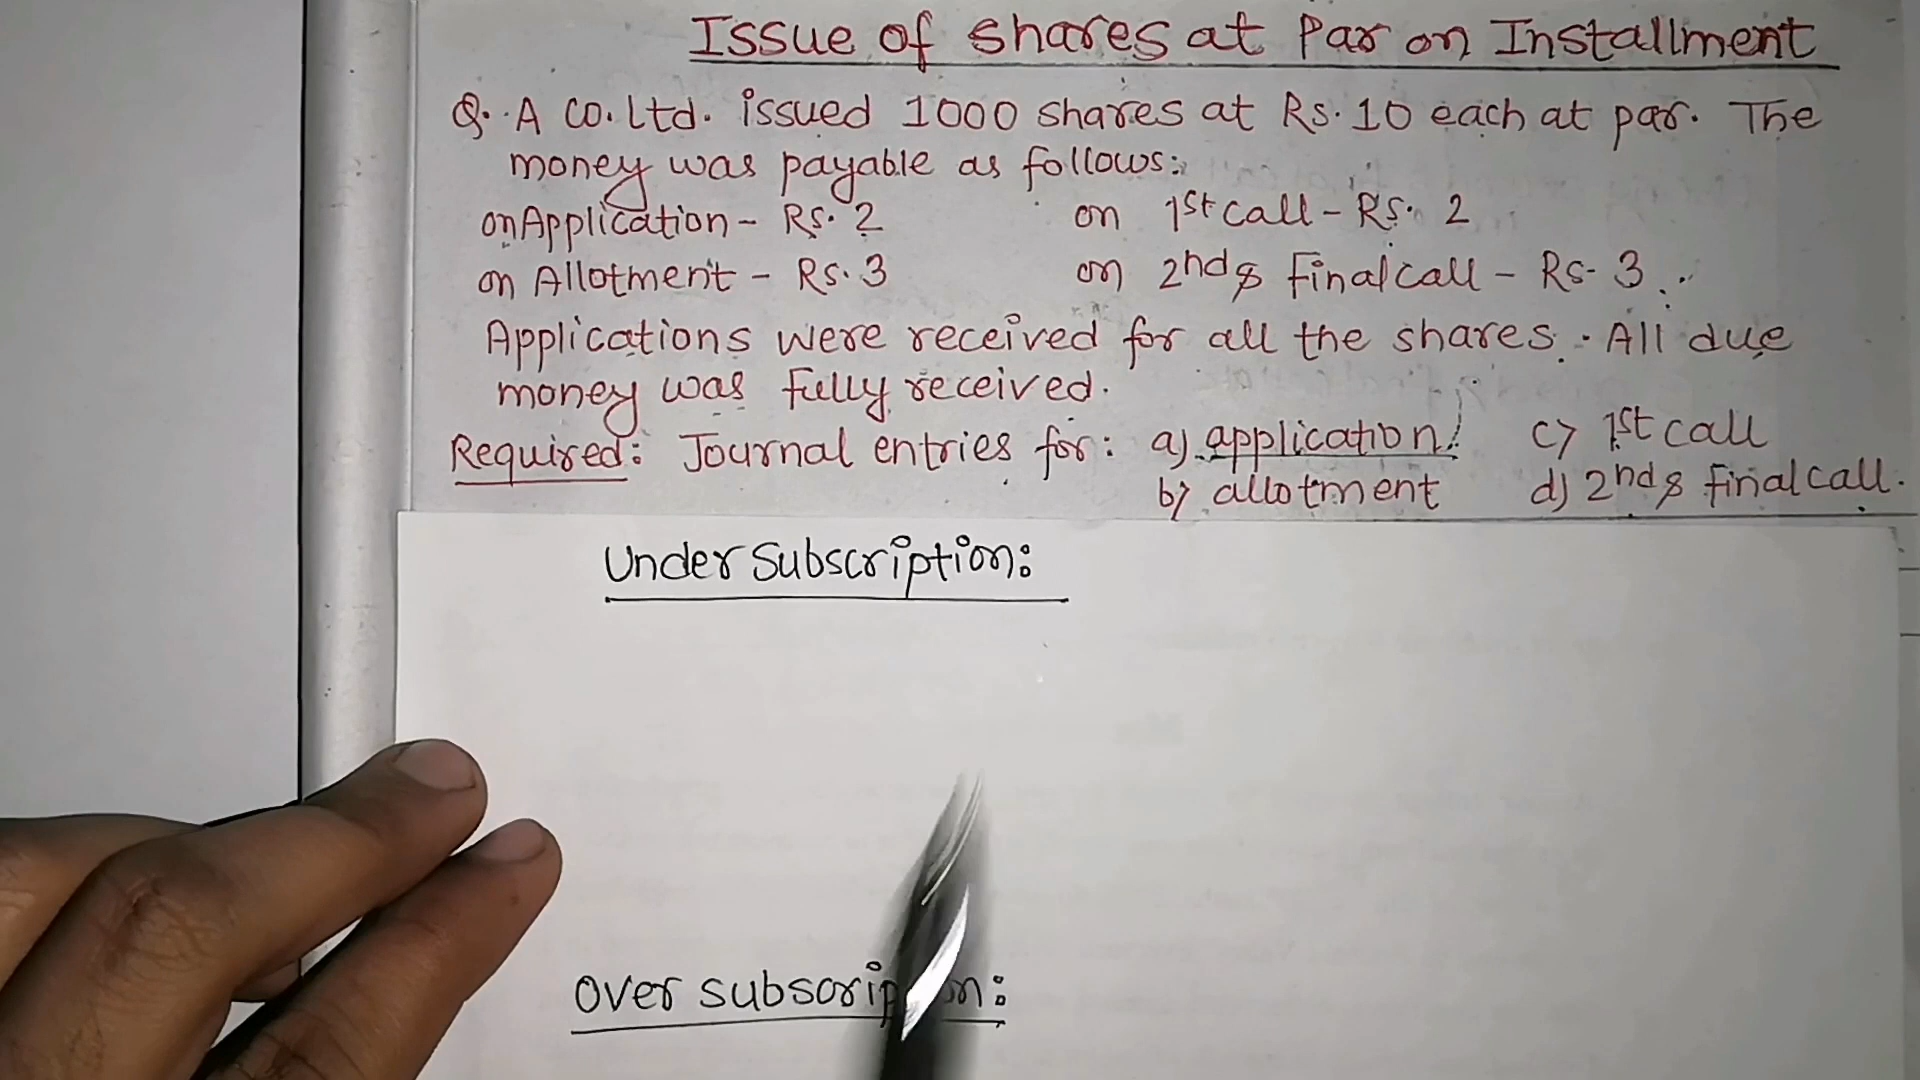 Issue of shares at Par on Installment
Q. A Co. Ltd. issued 1000 shares at Rs. 10 each at par. The
money was payable as follows:
on Application - Rs. 2 on 1st call - Rs. 2
on Allotment - Rs. 3 on 2nd & Final call - Rs. 3
Applications were received for all the shares. All due
money was fully received.
Required: Journal entries for: a) application c) 1st call
b) allotment d) 2nd & final call.
Under Subscription:
Over